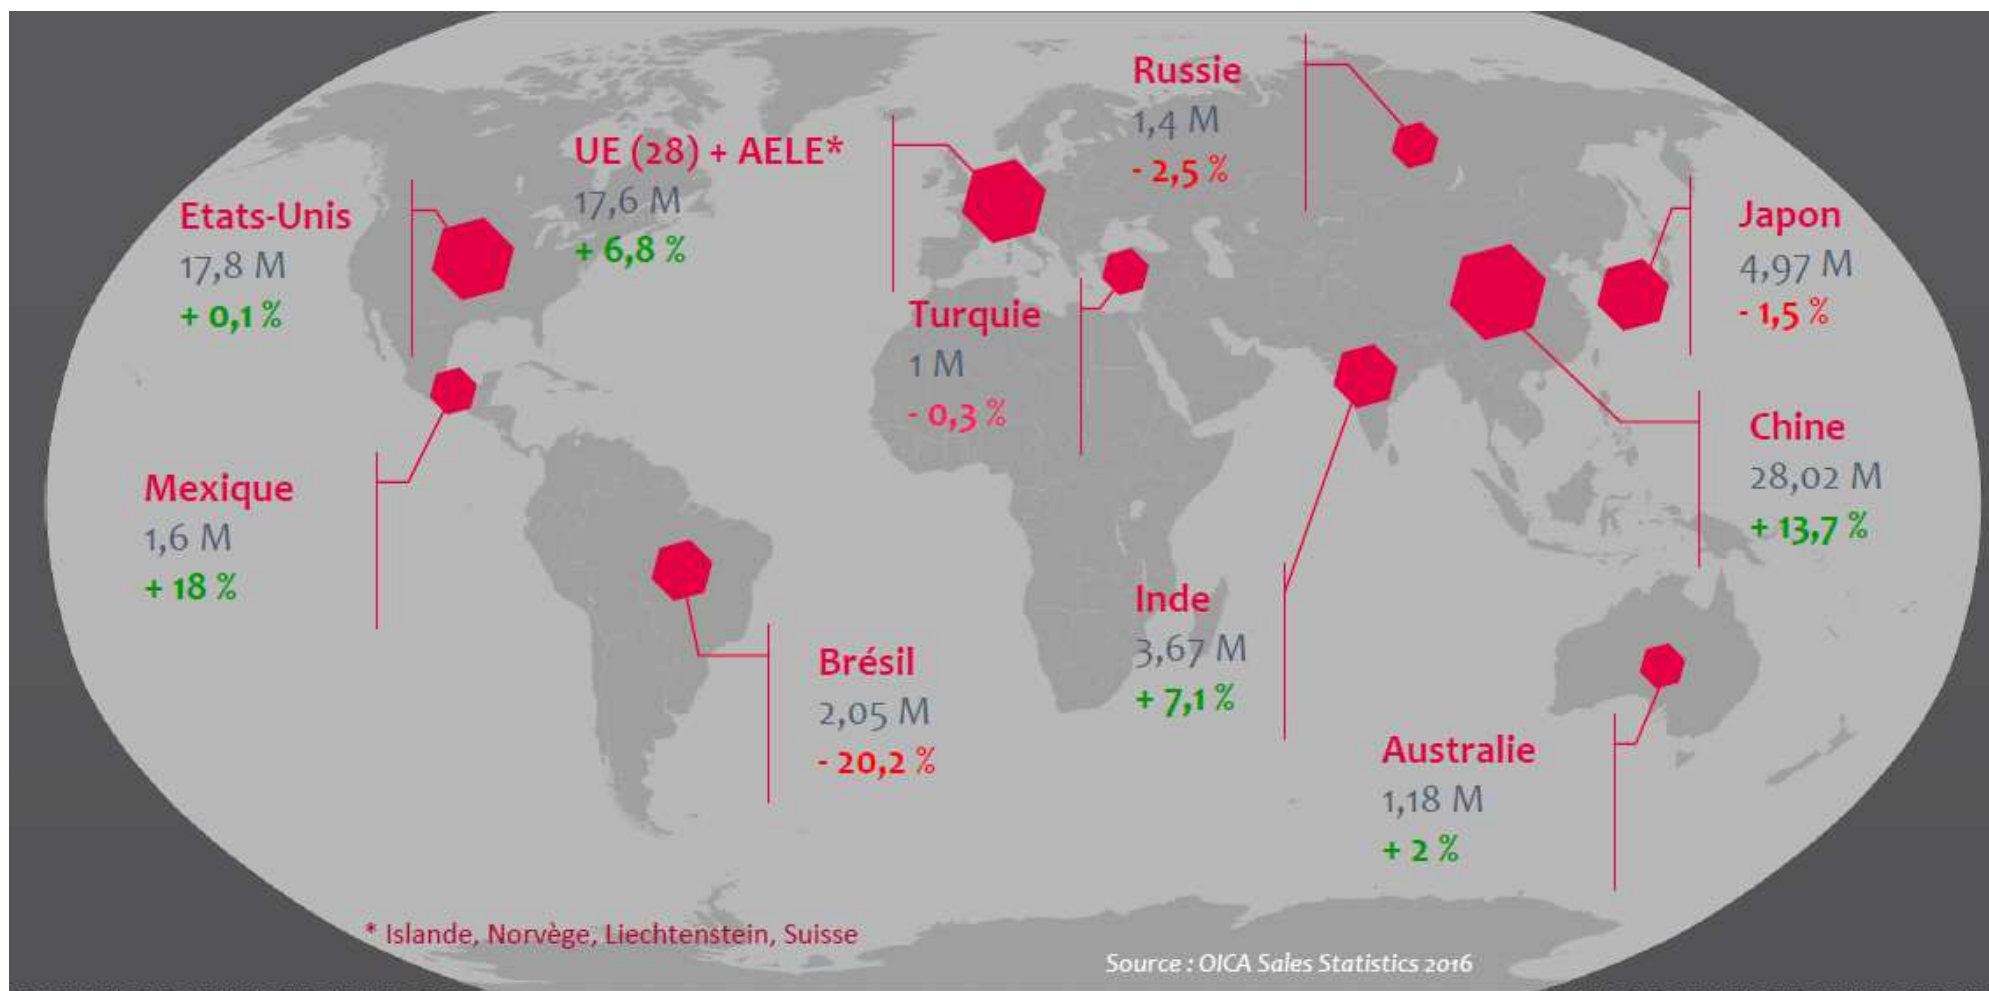 Russie
1,4 M
- 2,5 %
UE (28) + AELE*
17,6 M
+ 6,8 %
Etats-Unis
17,8 M
+ 0,1 %
Japon
4,97 M
- 1,5 %
Turquie
1 M
- 0,3 %
Chine
28,02 M
+ 13,7 %
Mexique
1,6 M
+ 18 %
Inde
3,67 M
+ 7,1 %
Brésil
2,05 M
- 20,2 %
Australie
1,18 M
+ 2 %
* Islande, Norvège, Liechtenstein, Suisse
Source : OICA Sales Statistics 2016